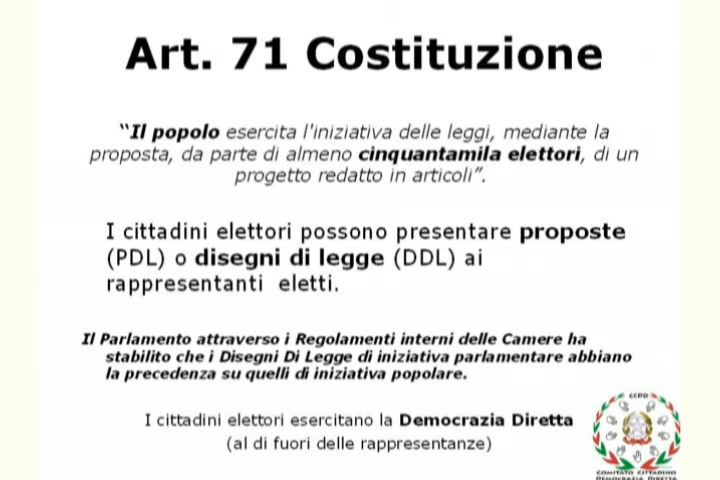 Art. 71 Costituzione
“Il popolo esercita l'iniziativa delle leggi, mediante la
proposta, da parte di almeno cinquantamila elettori, di un
progetto redatto in articoli”.
I cittadini elettori possono presentare proposte
(PDL) o disegni di legge (DDL) ai
rappresentanti eletti.
Il Parlamento attraverso i Regolamenti interni delle Camere ha
stabilito che i Disegni Di Legge di iniziativa parlamentare abbiano
la precedenza su quelli di iniziativa popolare.
I cittadini elettori esercitano la Democrazia Diretta
(al di fuori delle rappresentanze)
CCDD
COMITATO CITTADINO
DEMOCRAZIA DIRETTA